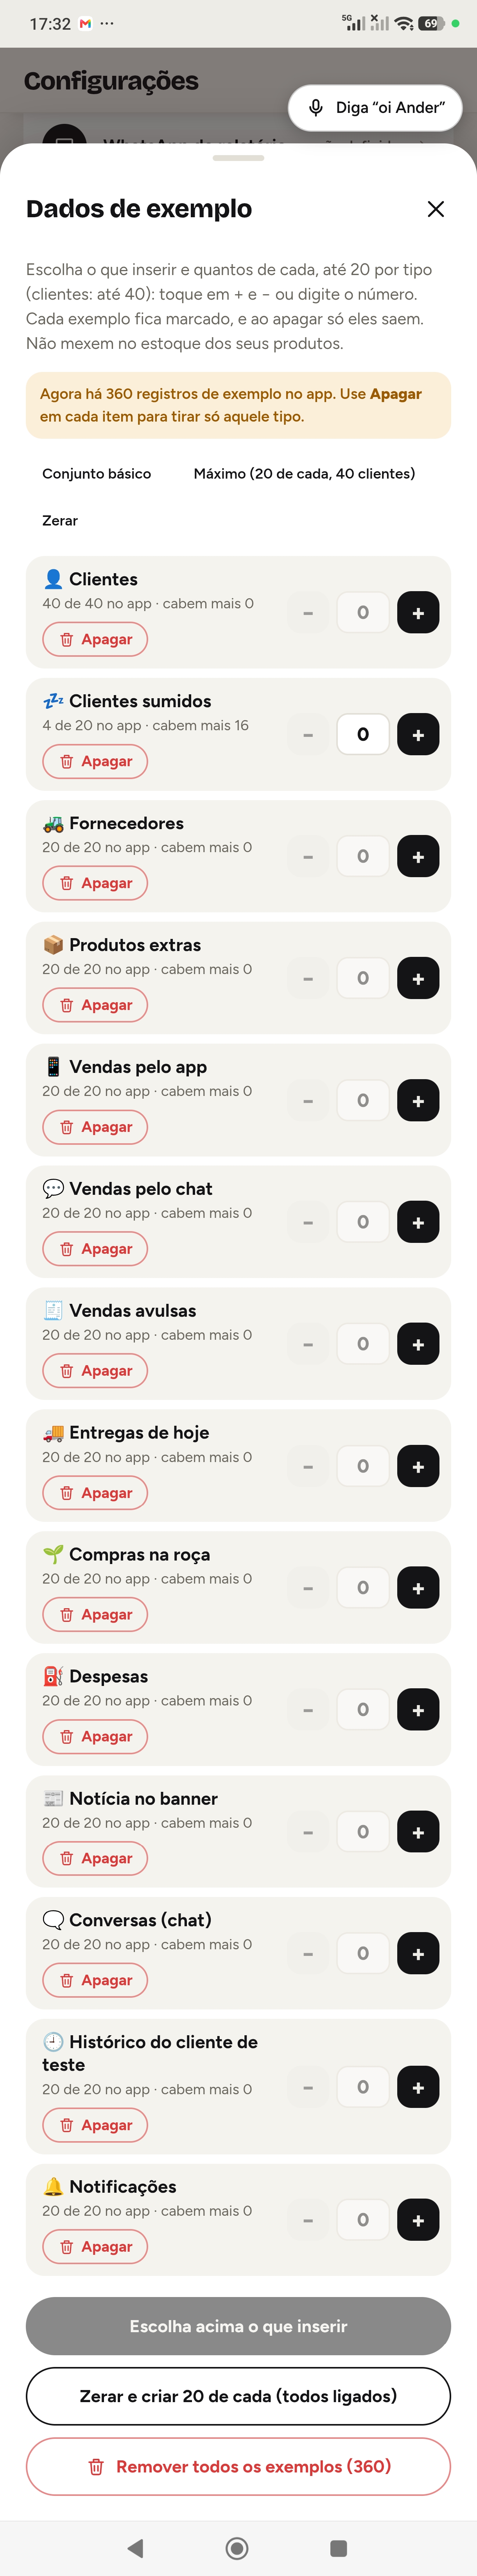 17:32
5G
69
Configurações
Diga “oi Ander”
Dados de exemplo
Escolha o que inserir e quantos de cada, até 20 por tipo
(clientes: até 40): toque em + e − ou digite o número.
Cada exemplo fica marcado, e ao apagar só eles saem.
Não mexem no estoque dos seus produtos.
Agora há 360 registros de exemplo no app. Use Apagar
em cada item para tirar só aquele tipo.
Conjunto básico
Máximo (20 de cada, 40 clientes)
Zerar
Clientes
40 de 40 no app · cabem mais 0
Apagar
− 0 +
Clientes sumidos
4 de 20 no app · cabem mais 16
Apagar
− 0 +
Fornecedores
20 de 20 no app · cabem mais 0
Apagar
− 0 +
Produtos extras
20 de 20 no app · cabem mais 0
Apagar
− 0 +
Vendas pelo app
20 de 20 no app · cabem mais 0
Apagar
− 0 +
Vendas pelo chat
20 de 20 no app · cabem mais 0
Apagar
− 0 +
Vendas avulsas
20 de 20 no app · cabem mais 0
Apagar
− 0 +
Entregas de hoje
20 de 20 no app · cabem mais 0
Apagar
− 0 +
Compras na roça
20 de 20 no app · cabem mais 0
Apagar
− 0 +
Despesas
20 de 20 no app · cabem mais 0
Apagar
− 0 +
Notícia no banner
20 de 20 no app · cabem mais 0
Apagar
− 0 +
Conversas (chat)
20 de 20 no app · cabem mais 0
Apagar
− 0 +
Histórico do cliente de
teste
20 de 20 no app · cabem mais 0
Apagar
− 0 +
Notificações
20 de 20 no app · cabem mais 0
Apagar
− 0 +
Escolha acima o que inserir
Zerar e criar 20 de cada (todos ligados)
Remover todos os exemplos (360)